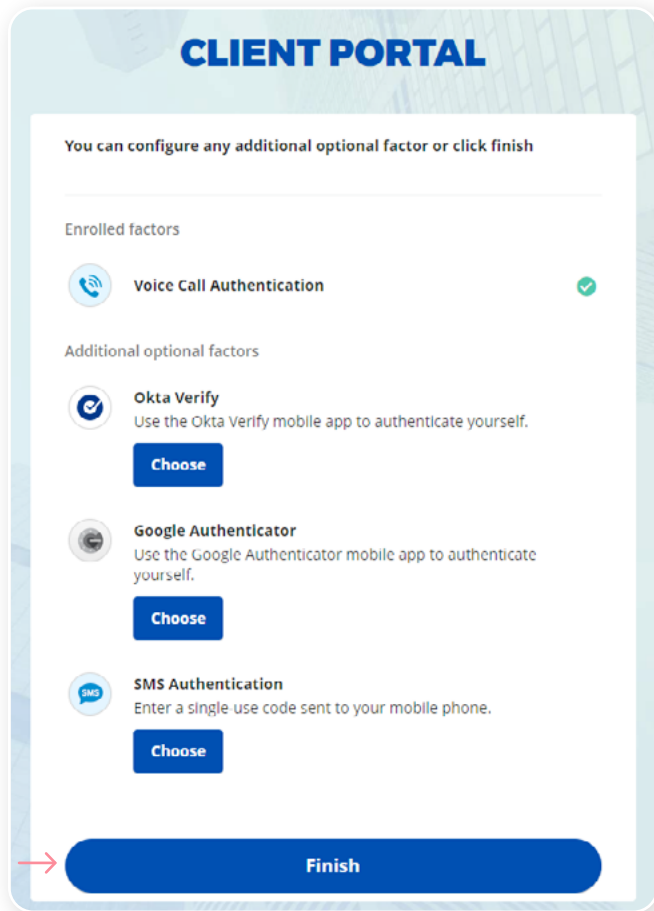 CLIENT PORTAL
You can configure any additional optional factor or click finish
Enrolled factors
Voice Call Authentication
Additional optional factors
Okta Verify
Use the Okta Verify mobile app to authenticate yourself.
Choose
Google Authenticator
Use the Google Authenticator mobile app to authenticate
yourself.
Choose
SMS
SMS Authentication
Enter a single-use code sent to your mobile phone.
Choose
Finish